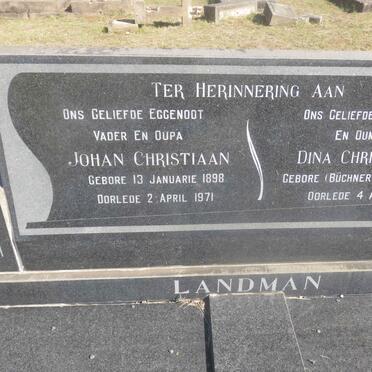 TER HERINNERING AAN
ONS GELIEFDE EGGENOOT
VADER EN OUPA
JOHAN CHRISTIAAN
GEBORE 13 JANUARIE 1898
OORLEDE 2 APRIL 1971
ONS GELIEFDE
EN OUM
DINA CHRI
GEBORE (BÜCHNER
OORLEDE 4 A
LANDMAN